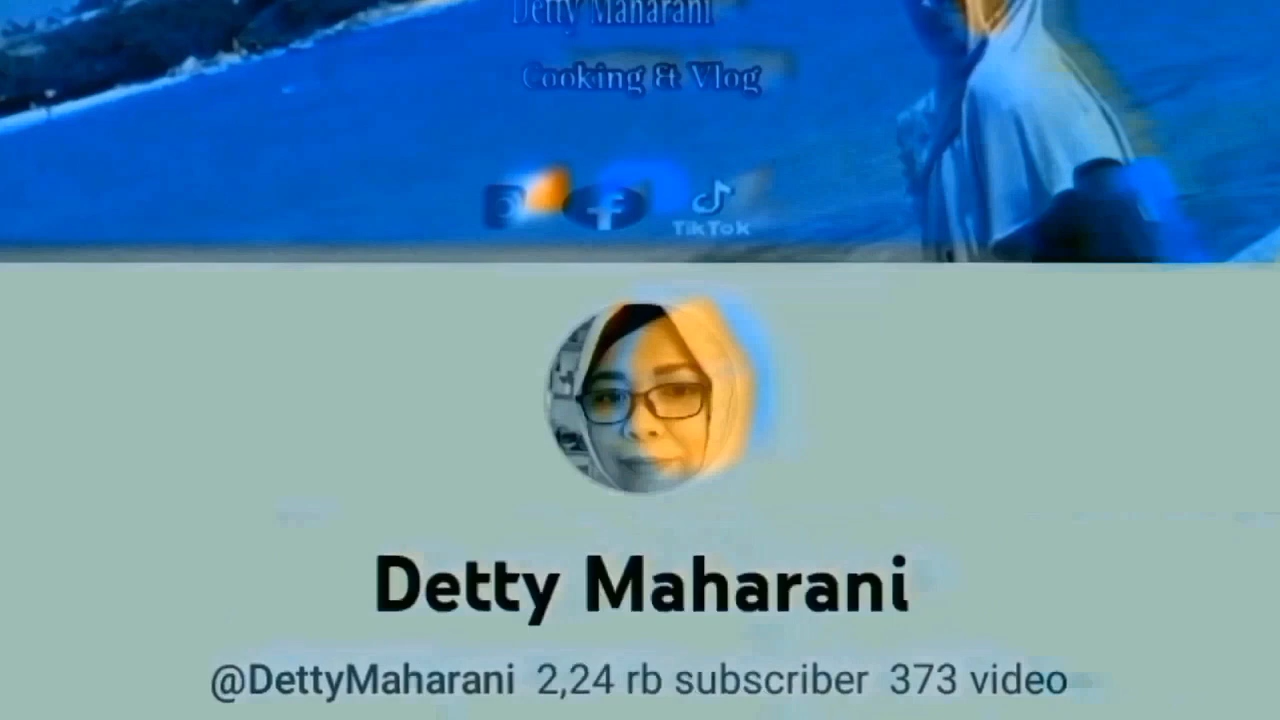 Detty Maharani
Cooking & Vlog
TikTok
Detty Maharani
@DettyMaharani 2,24 rb subscriber 373 video